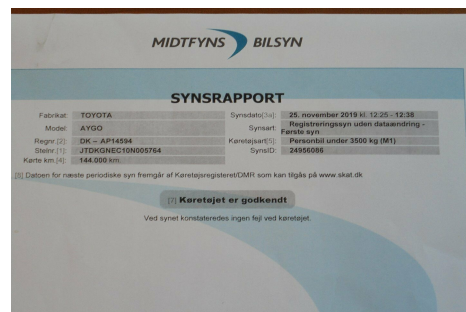 MIDTFYNS BILSYN
SYNSRAPPORT
Fabrikat: TOYOTA Synsdato[3a]: 25. november 2019 kl. 12:25 - 12:38
Model: AYGO Synsart: Registreringssyn uden dataændring - Første syn
Regnr.[2]: DK – AP14594 Køretøjsart[5]: Personbil under 3500 kg (M1)
Stelnr.[1]: JTDKGNEC10N005764 SynsID: 24956086
Kørte km.[4]: 144.000 km.
[8] Datoen for næste periodiske syn fremgår af Køretøjsregisteret/DMR som kan tilgås på www.skat.dk
[7] Køretøjet er godkendt
Ved synet konstateredes ingen fejl ved køretøjet.